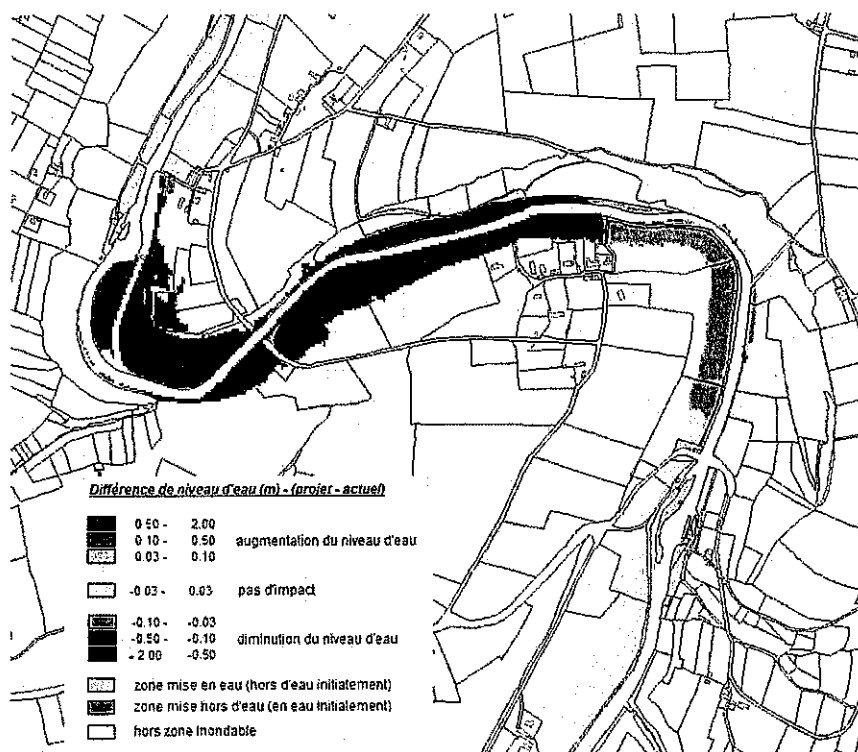 Différence de niveau d'eau (m) - (projet - actuel)
0.50 - 2.00
0.10 - 0.50 augmentation du niveau d'eau
0.03 - 0.10
-0.03 - 0.03 pas d'impact
-0.10 - -0.03
-0.50 - -0.10 diminution du niveau d'eau
-2.00 -0.50
zone mise en eau (hors d'eau initialement)
zone mise hors d'eau (en eau initialement)
hors zone inondable